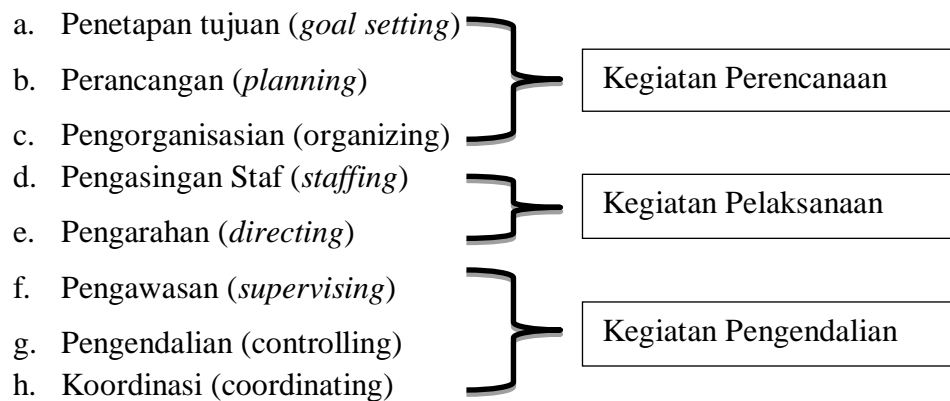 a. Penetapan tujuan (goal setting)
b. Perancangan (planning)
Kegiatan Perencanaan
c. Pengorganisasian (organizing)
d. Pengasingan Staf (staffing)
Kegiatan Pelaksanaan
e. Pengarahan (directing)
f. Pengawasan (supervising)
Kegiatan Pengendalian
g. Pengendalian (controlling)
h. Koordinasi (coordinating)